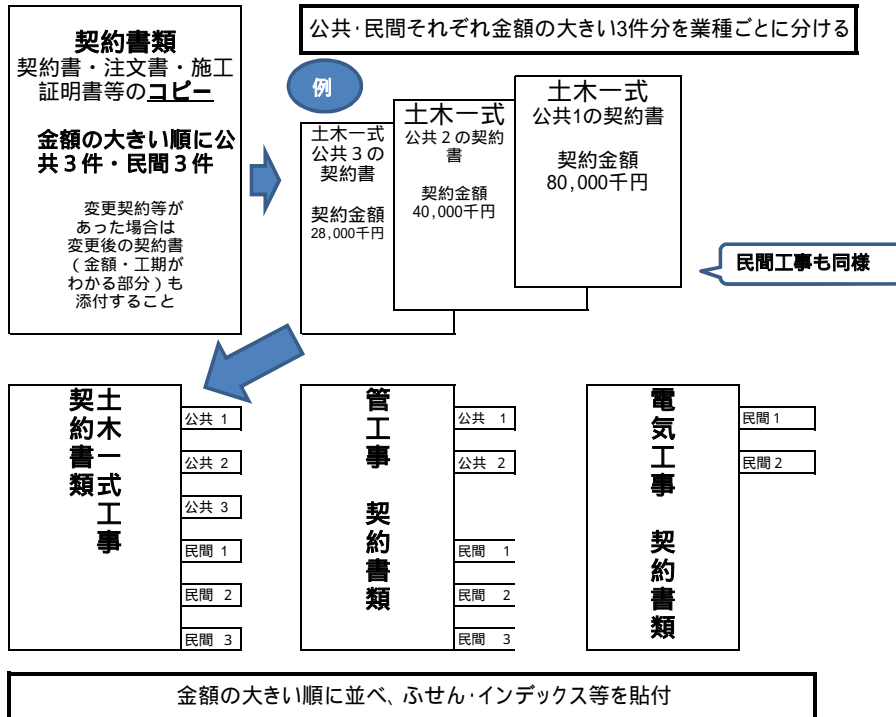 公共・民間それぞれ金額の大きい3件分を業種ごとに分ける
契約書類
契約書・注文書・施工
証明書等のコピー
金額の大きい順に公
共３件・民間３件
変更契約等が
あった場合は
変更後の契約書
（金額・工期が
わかる部分）も
添付すること
例
土木一式
公共３の
契約書
契約金額
28,000千円
土木一式
公共２の契約
書
契約金額
40,000千円
土木一式
公共1の契約書
契約金額
80,000千円
民間工事も同様
土木一式工事
契約書類
公共 1
公共 2
公共 3
民間 1
民間 2
民間 3
管工事 契約書類
公共 1
公共 2
民間 1
民間 2
民間 3
電気工事 契約書類
民間 1
民間 2
金額の大きい順に並べ、ふせん・インデックス等を貼付